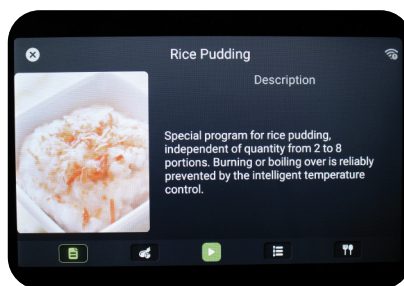 Rice Pudding
Description
Special program for rice pudding,
independent of quantity from 2 to 8
portions. Burning or boiling over is reliably
prevented by the intelligent temperature
control.